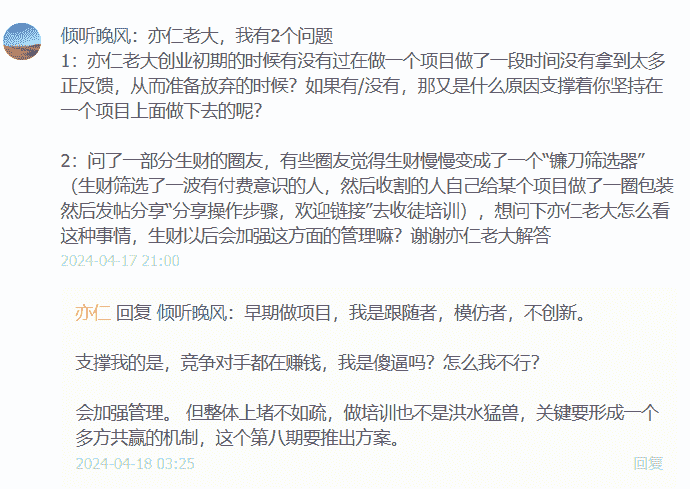 倾听晚风：亦仁老大，我有2个问题
1：亦仁老大创业初期的时候有没有过在做一个项目做了一段时间没有拿到太多
正反馈，从而准备放弃的时候？如果有/没有，那又是什么原因支撑着你坚持在
一个项目上面做下去的呢？
2：问了一部分生财的圈友，有些圈友觉得生财慢慢变成了一个“镰刀筛选器”
（生财筛选了一波有付费意识的人，然后收割的人自己给某个项目做了一圈包装
然后发帖分享“分享操作步骤，欢迎链接”去收徒培训），想问下亦仁老大怎么看
这种事情，生财以后会加强这方面的管理嘛？谢谢亦仁老大解答
2024-04-17 21:00
亦仁 回复 倾听晚风：早期做项目，我是跟随者，模仿者，不创新。
支撑我的是，竞争对手都在赚钱，我是傻逼吗？怎么我不行？
会加强管理。 但整体上堵不如疏，做培训也不是洪水猛兽，关键要形成一个
多方共赢的机制，这个第八期要推出方案。
2024-04-18 03:25 回复